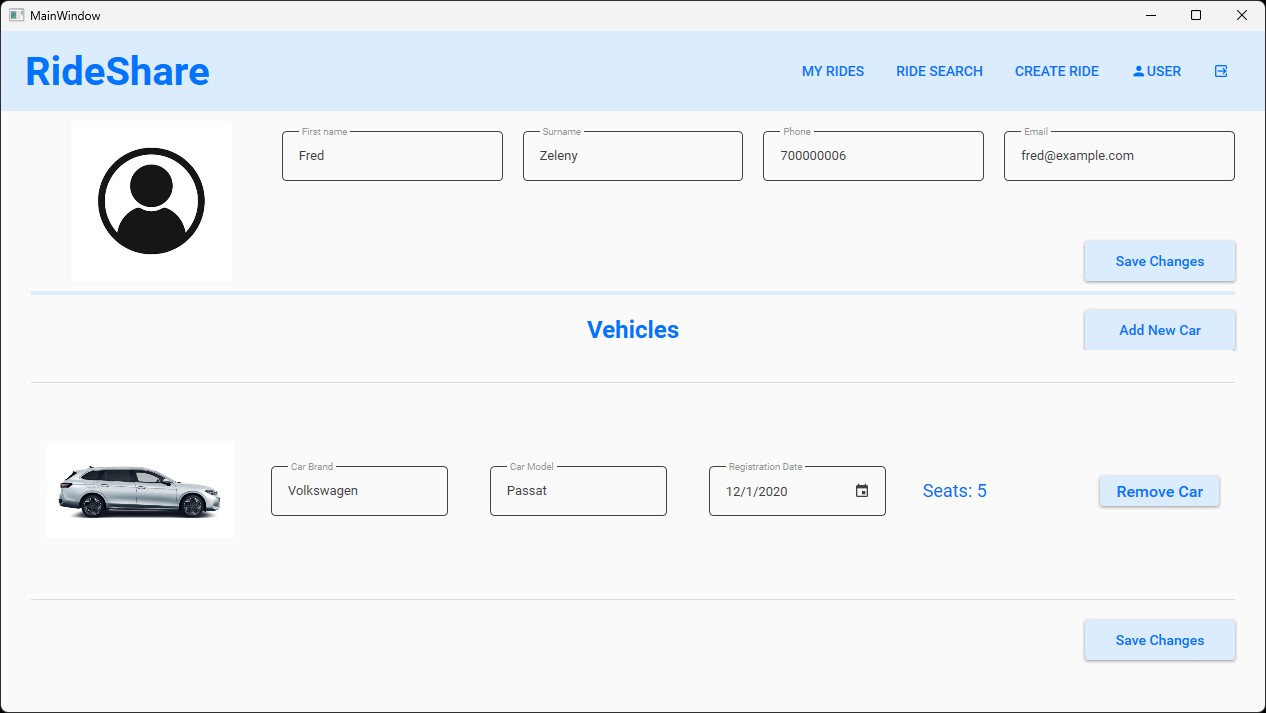 MainWindow
RideShare
MY RIDES
RIDE SEARCH
CREATE RIDE
USER
First name
Fred
Surname
Zeleny
Phone
700000006
Email
fred@example.com
Save Changes
Vehicles
Add New Car
Car Brand
Volkswagen
Car Model
Passat
Registration Date
12/1/2020
Seats: 5
Remove Car
Save Changes